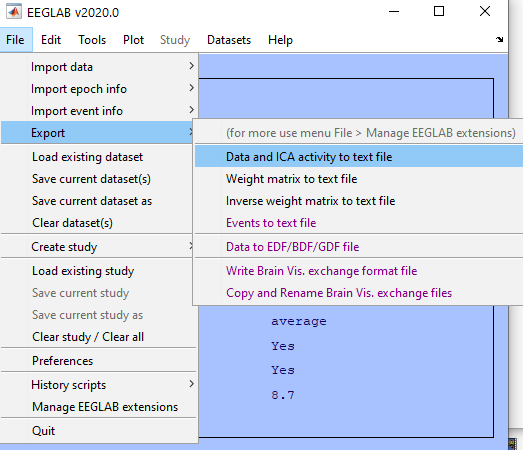 EEGLAB v2020.0
File Edit Tools Plot Study Datasets Help
Import data
Import epoch info
Import event info
Export
(for more use menu File > Manage EEGLAB extensions)
Load existing dataset
Data and ICA activity to text file
Save current dataset(s)
Weight matrix to text file
Save current dataset as
Inverse weight matrix to text file
Clear dataset(s)
Events to text file
Create study
Data to EDF/BDF/GDF file
Load existing study
Write Brain Vis. exchange format file
Save current study
Copy and Rename Brain Vis. exchange files
Save current study as
average
Clear study / Clear all
Yes
Preferences
Yes
History scripts
8.7
Manage EEGLAB extensions
Quit